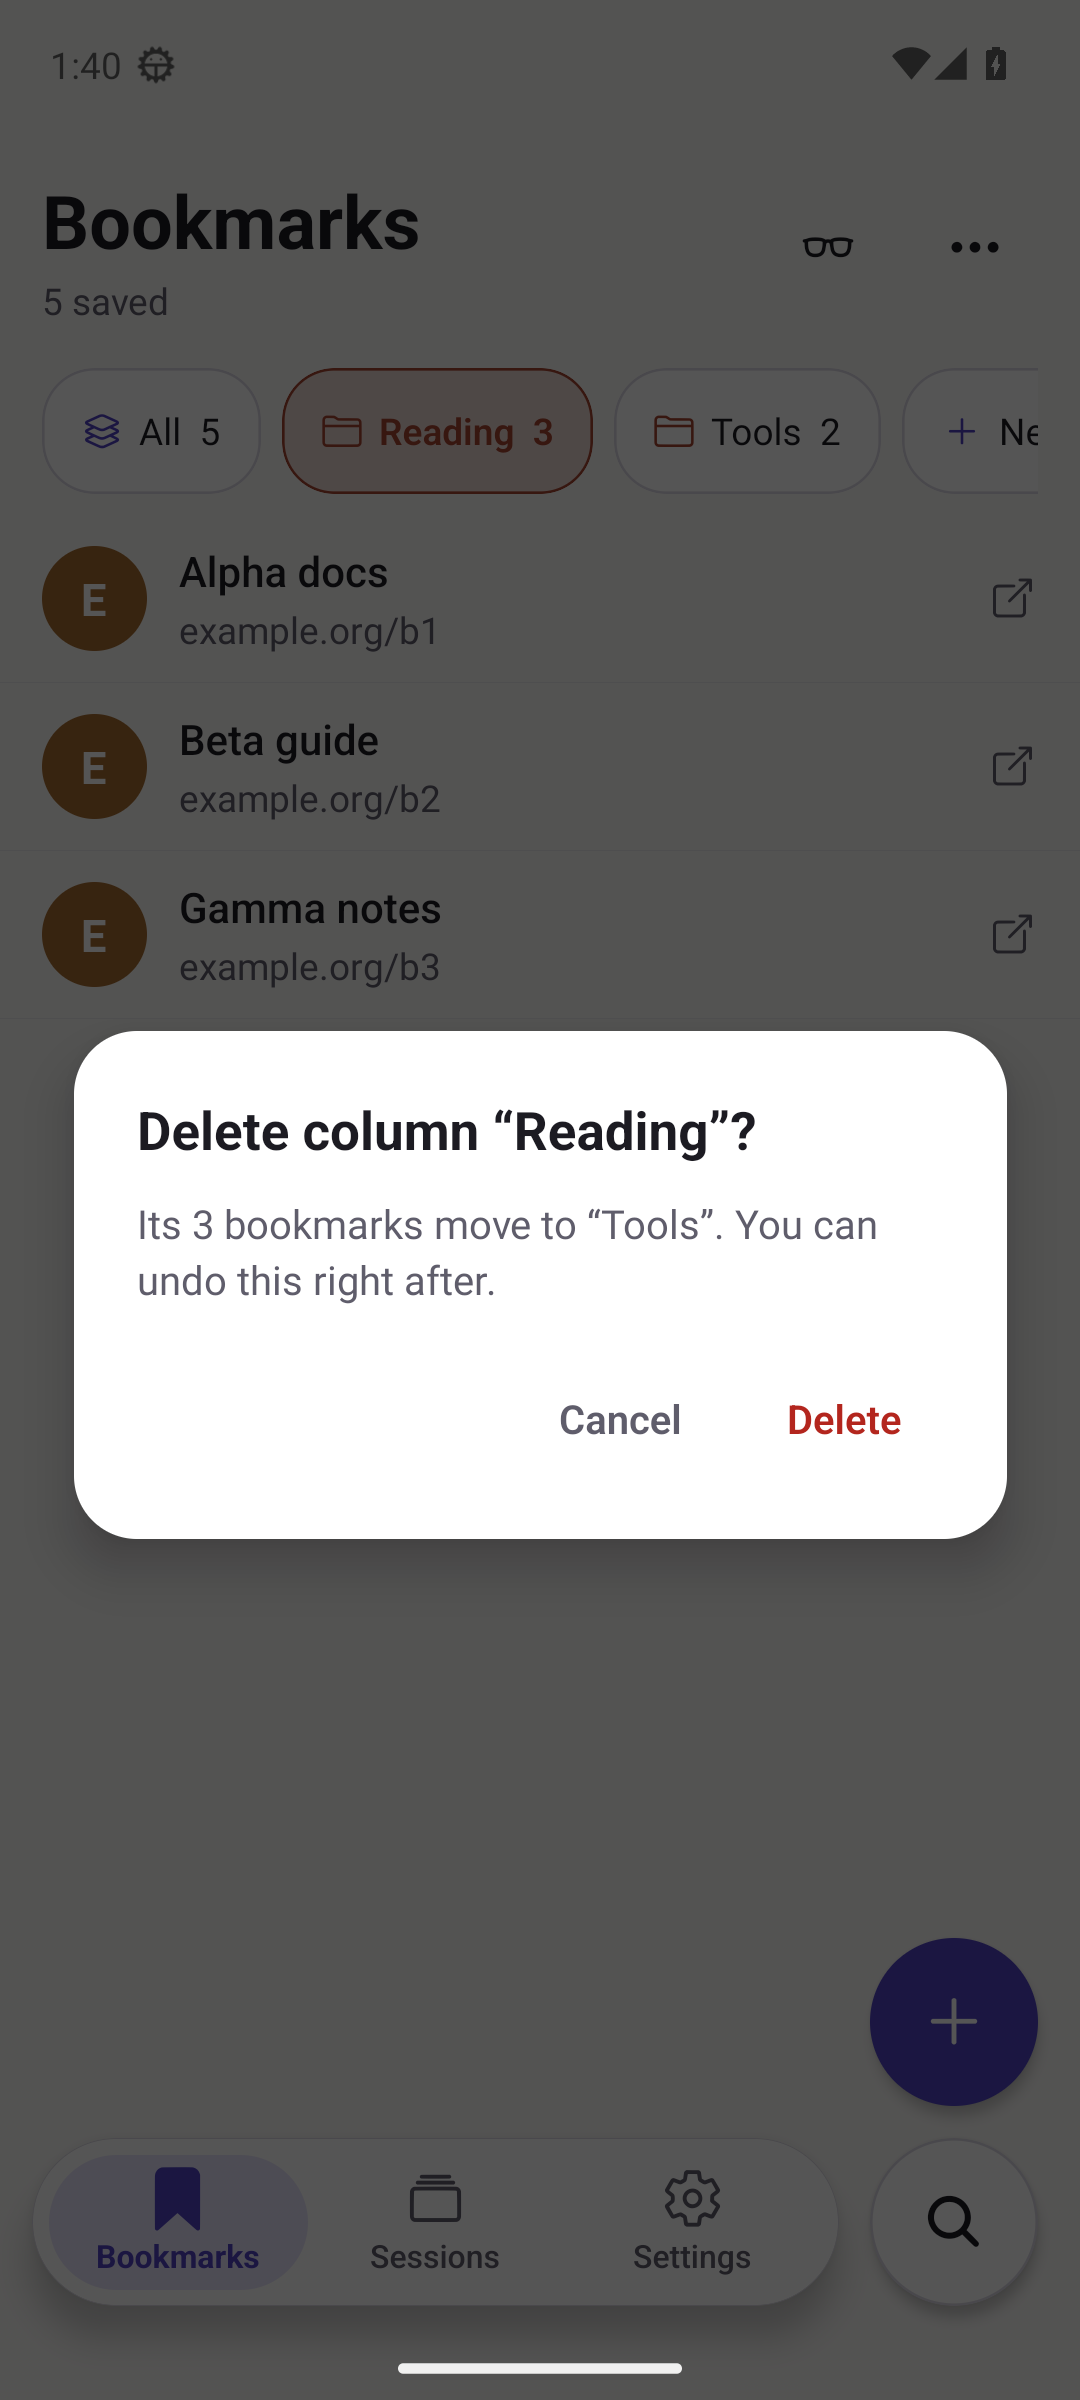 1:40
Bookmarks
5 saved
All 5
Reading 3
Tools 2
Ne
E
Alpha docs
example.org/b1
E
Beta guide
example.org/b2
E
Gamma notes
example.org/b3
Delete column “Reading”?
Its 3 bookmarks move to “Tools”. You can
undo this right after.
Cancel
Delete
Bookmarks
Sessions
Settings